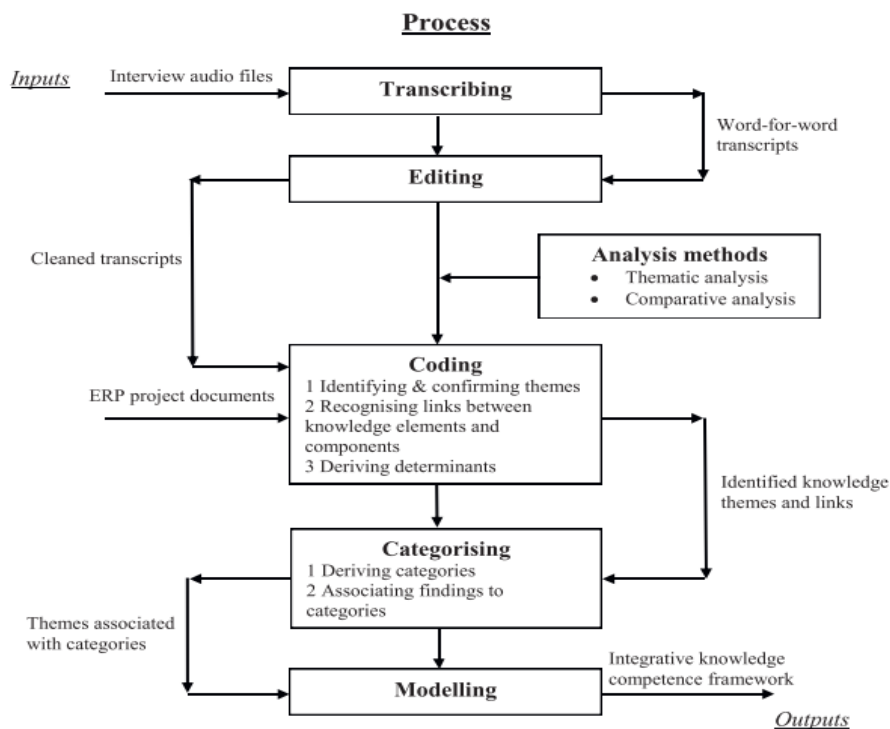 Process
Inputs
Interview audio files
Transcribing
Word-for-word
transcripts
Editing
Cleaned transcripts
Analysis methods
• Thematic analysis
• Comparative analysis
Coding
1 Identifying & confirming themes
2 Recognising links between
knowledge elements and
components
3 Deriving determinants
ERP project documents
Identified knowledge
themes and links
Categorising
1 Deriving categories
2 Associating findings to
categories
Themes associated
with categories
Modelling
Integrative knowledge
competence framework
Outputs